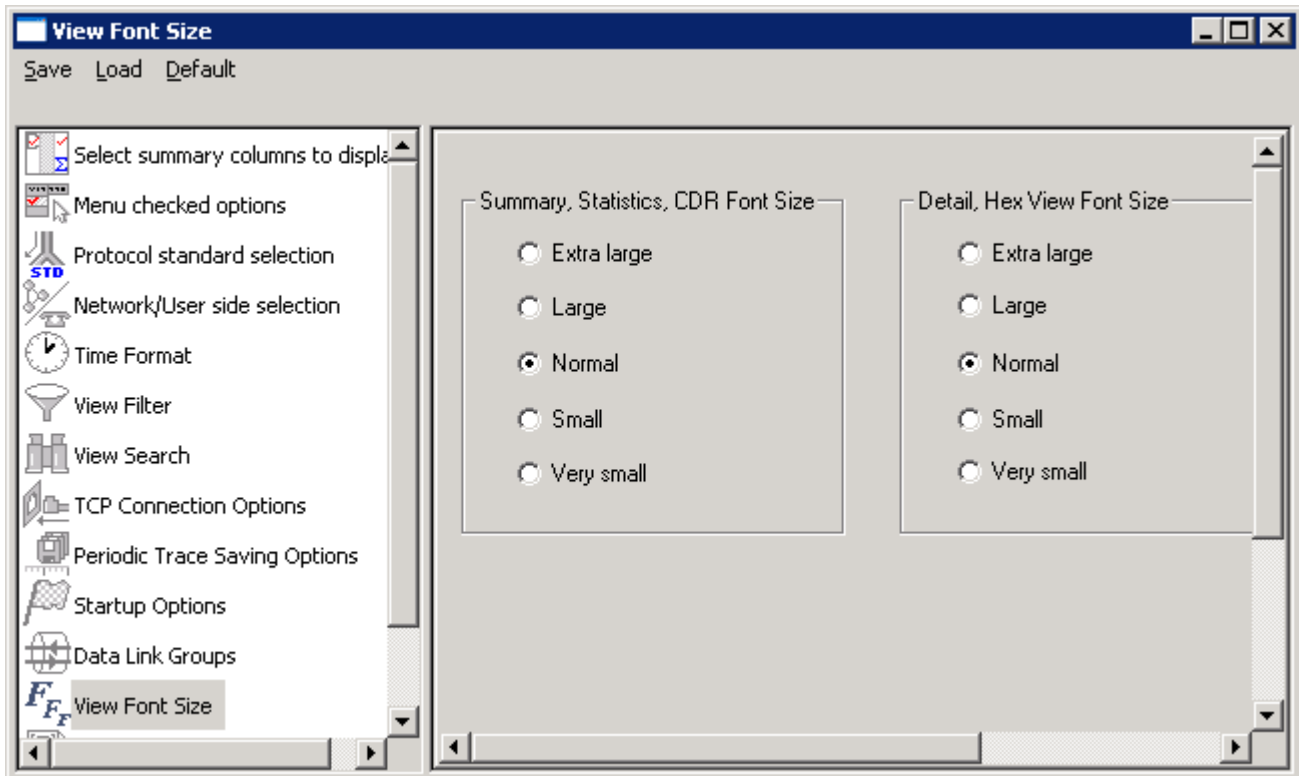 View Font Size
Save Load Default
Select summary columns to displa
Menu checked options
Protocol standard selection
STD
Network/User side selection
Time Format
View Filter
View Search
TCP Connection Options
Periodic Trace Saving Options
Startup Options
Data Link Groups
FFF View Font Size
Summary, Statistics, CDR Font Size
Extra large
Large
Normal
Small
Very small
Detail, Hex View Font Size
Extra large
Large
Normal
Small
Very small